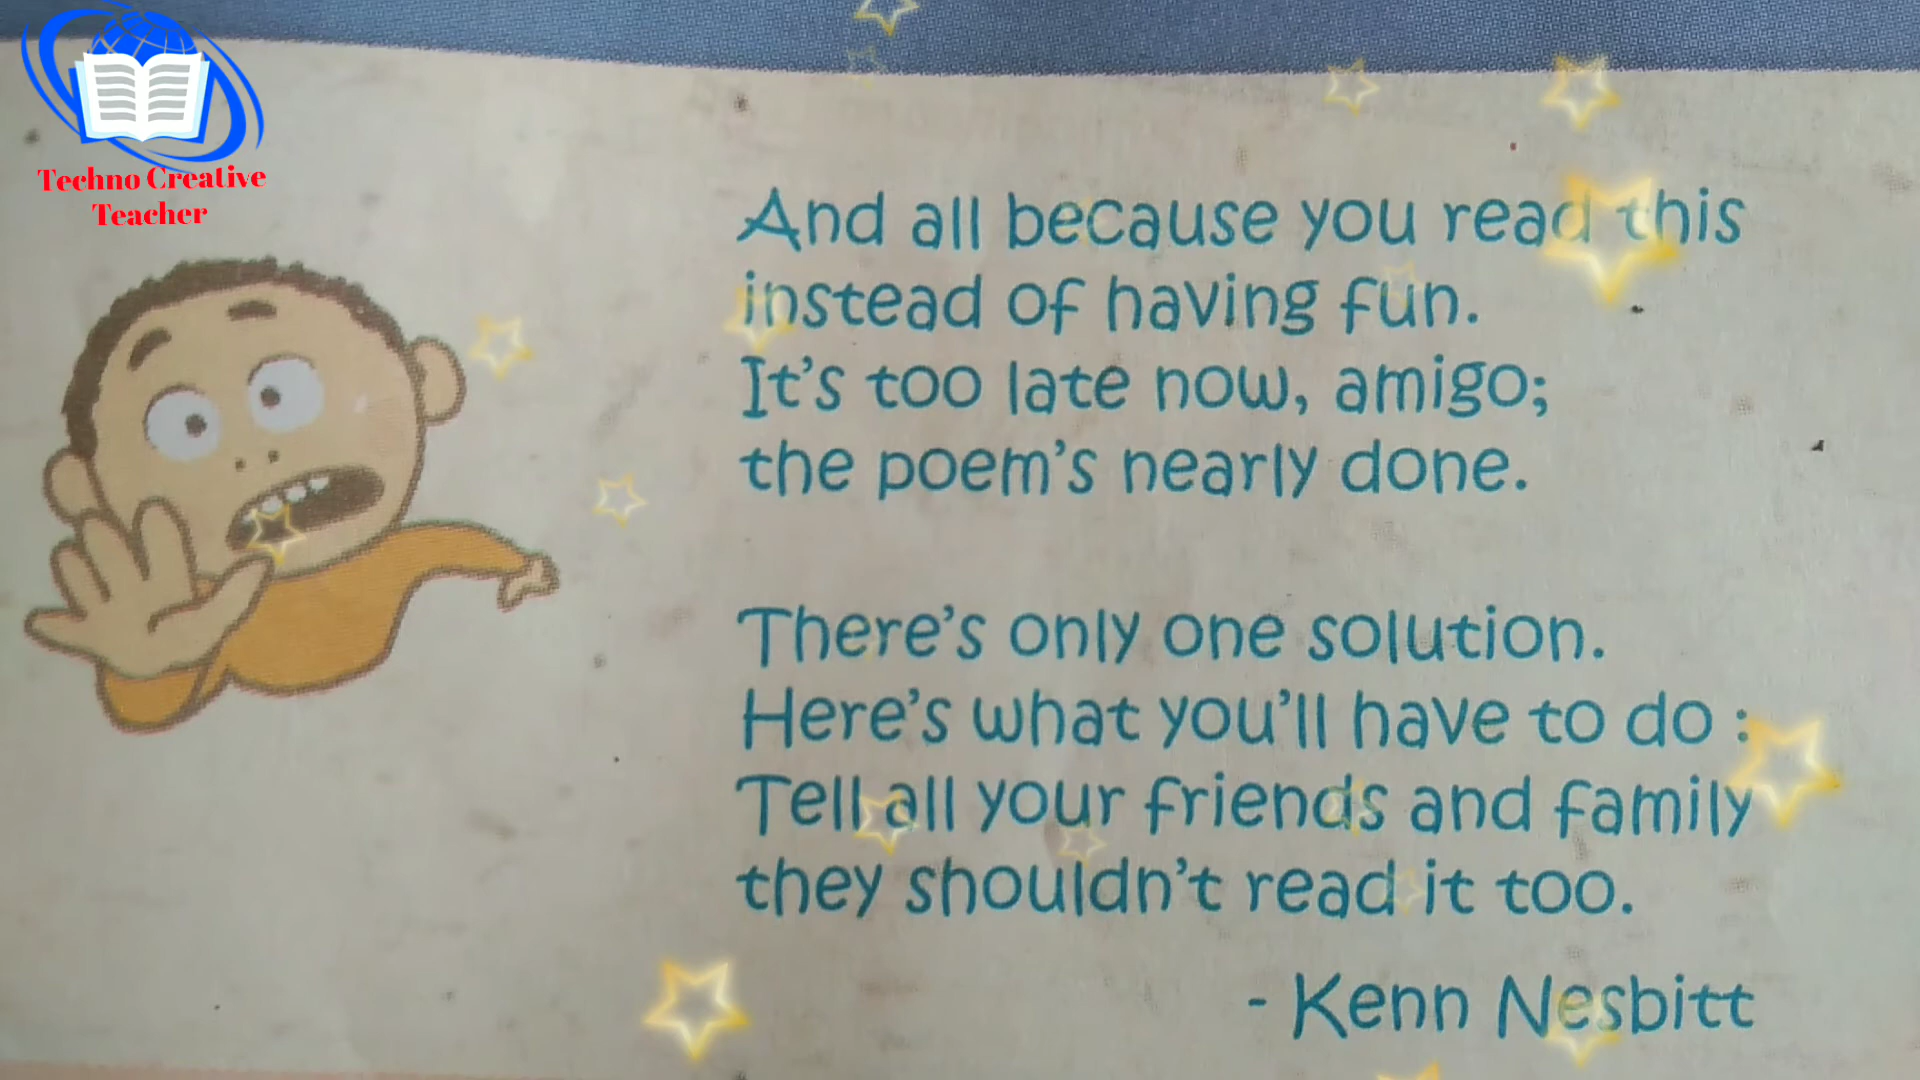 Techno Creative
Teacher
And all because you read this
instead of having fun.
It's too late now, amigo;
the poem's nearly done.
There's only one solution.
Here's what you'll have to do :
Tell all your friends and family
they shouldn't read it too.
- Kenn Nesbitt